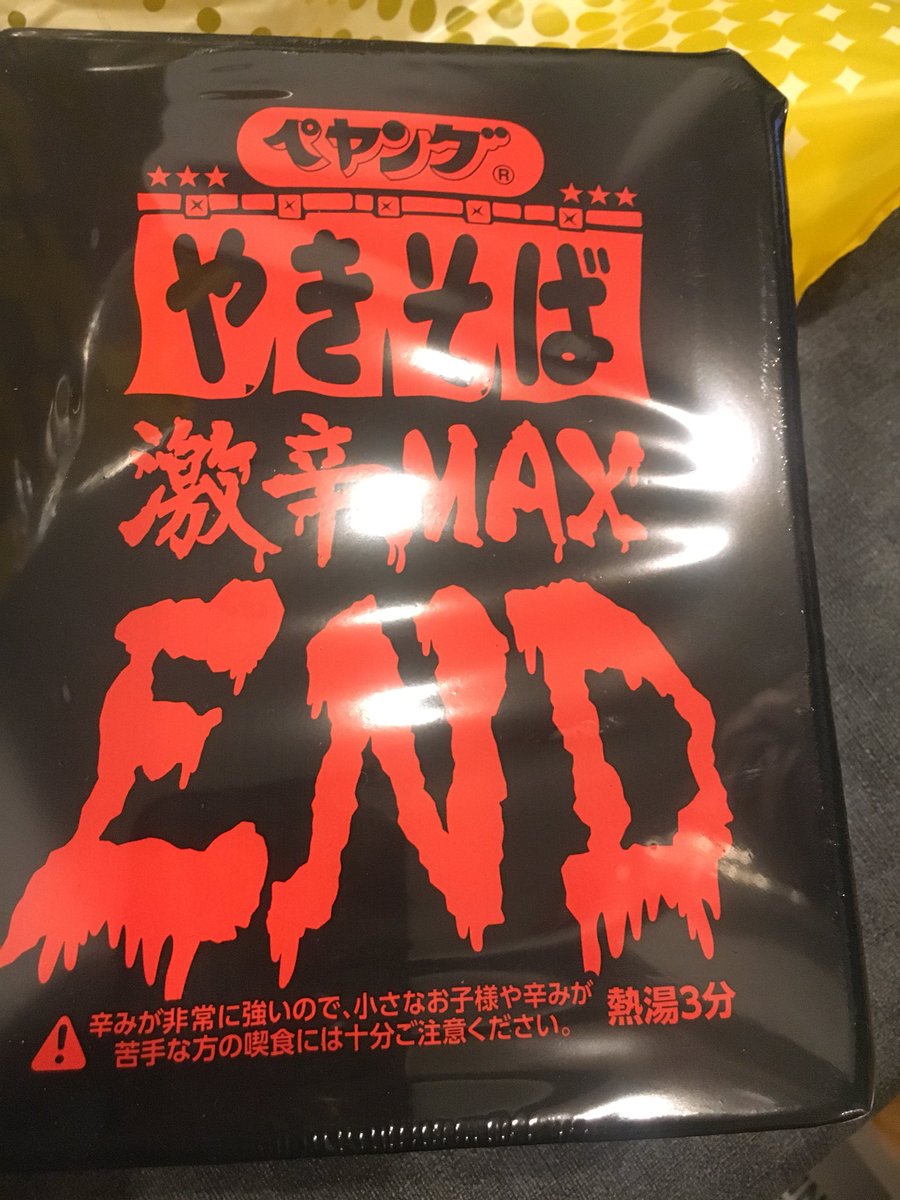 ペヤング®
★★★ ★★★
やきそば
激辛MAX
END
辛みが非常に強いので、小さなお子様や辛みが
苦手な方の喫食には十分ご注意ください。
熱湯3分